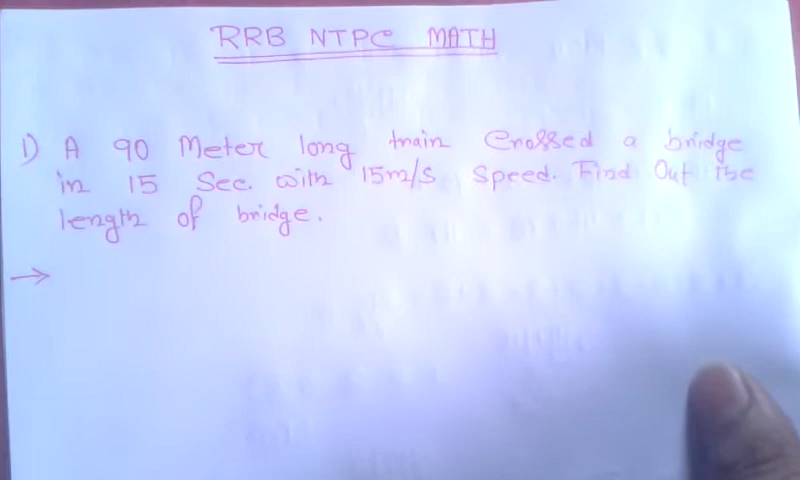 RRB NTPC MATH
1) A 90 Meter long train Crossed a bridge
in 15 Sec. with 15m/s speed. Find Out the
length of bridge.
→